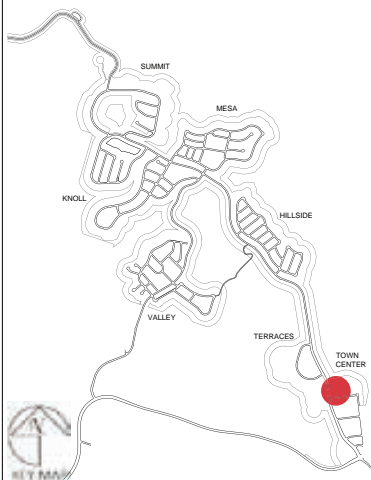 SUMMIT
MESA
KNOLL
HILLSIDE
VALLEY
TERRACES
TOWN
CENTER
N
KEY MAP